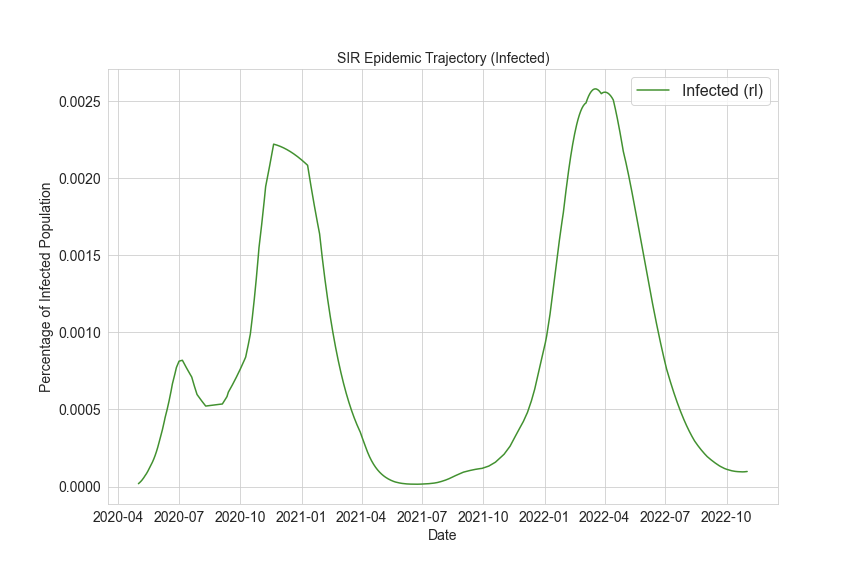 SIR Epidemic Trajectory (Infected)
Infected (rI)
Percentage of Infected Population
0.0025
0.0020
0.0015
0.0010
0.0005
0.0000
2020-04 2020-07 2020-10 2021-01 2021-04 2021-07 2021-10 2022-01 2022-04 2022-07 2022-10
Date